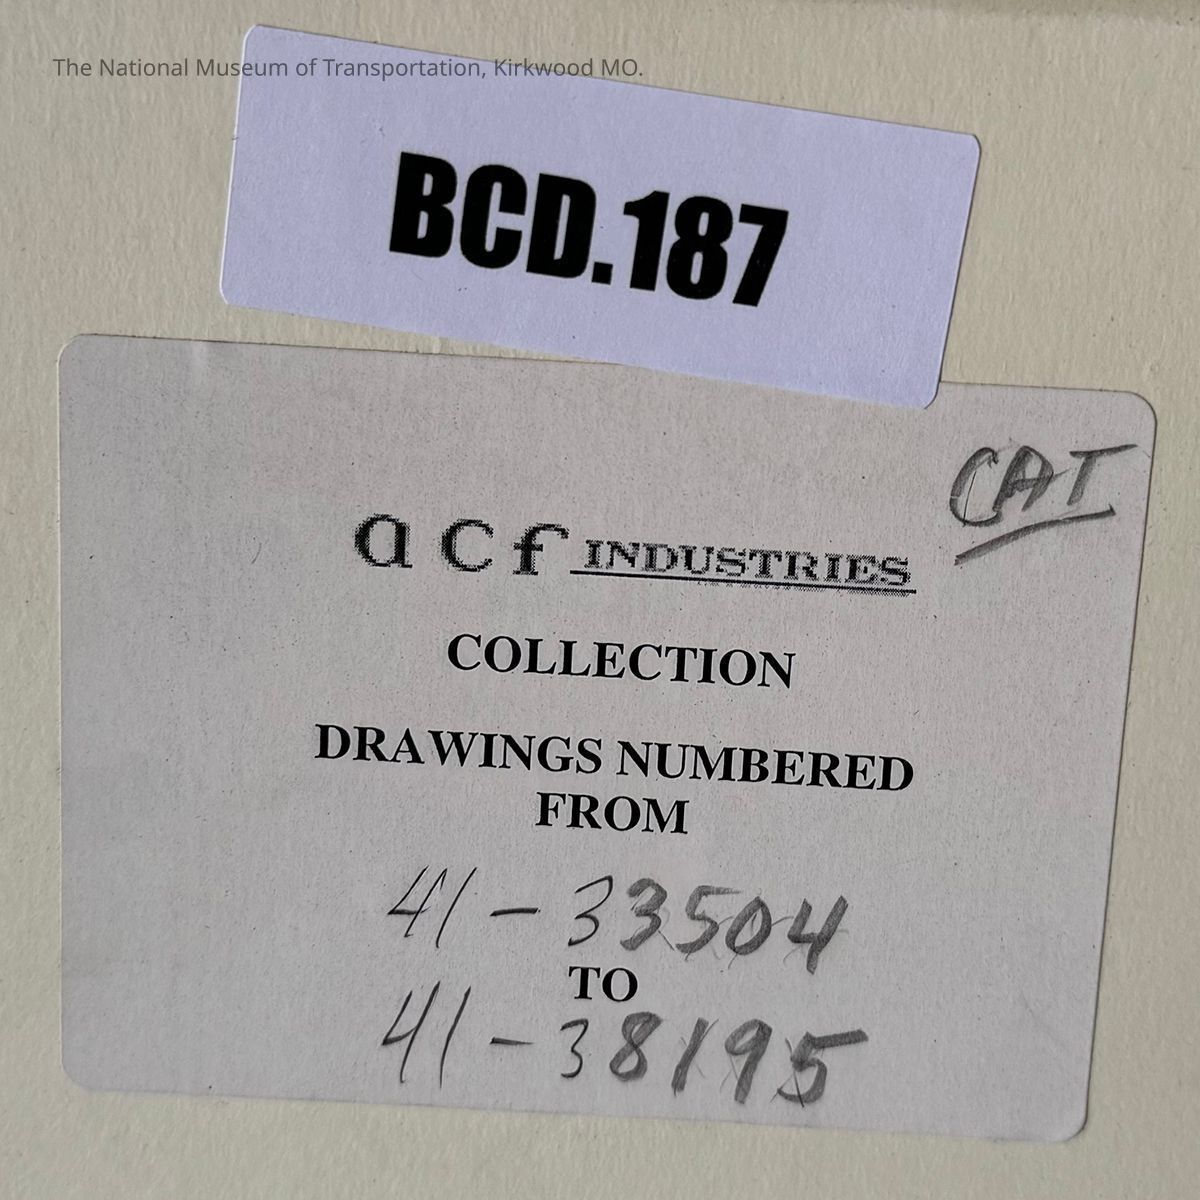 The National Museum of Transportation, Kirkwood MO.
BCD.187
CAT
acf INDUSTRIES
COLLECTION
DRAWINGS NUMBERED
FROM
41-33504
TO
41-38195